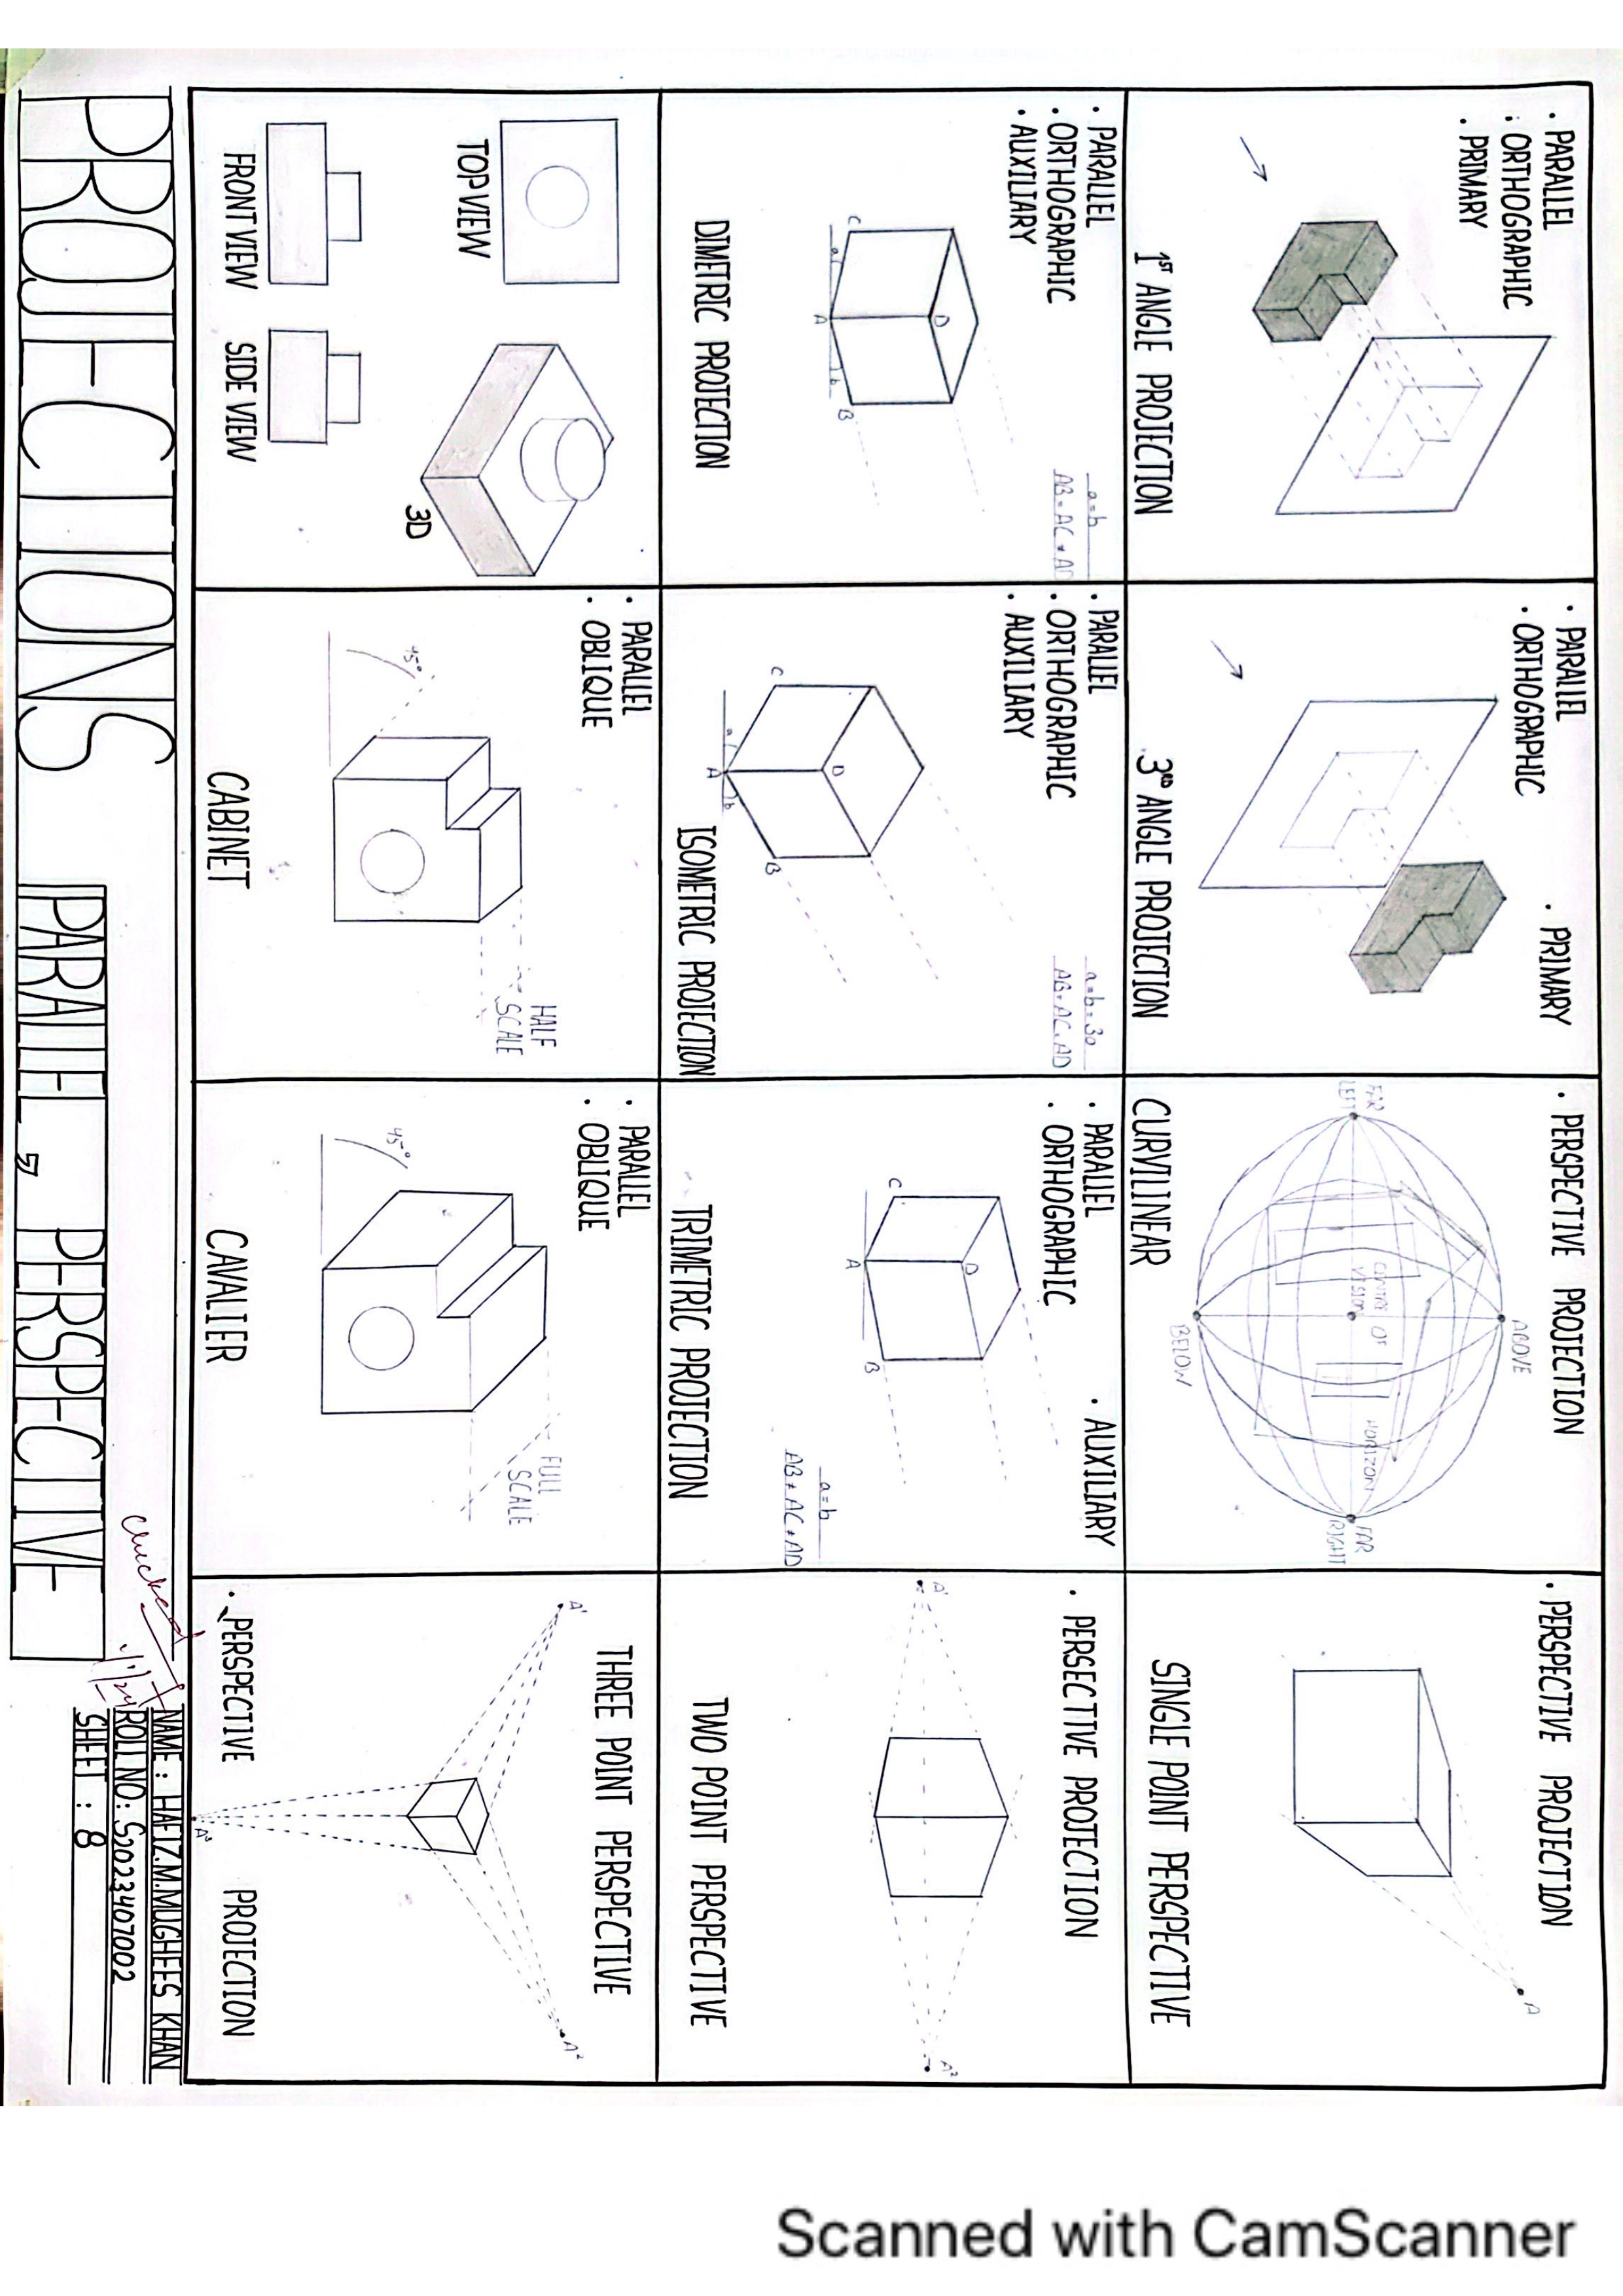 · PARALLEL
· ORTHOGRAPHIC
· PRIMARY
1ST ANGLE PROJECTION
· PARALLEL
· ORTHOGRAPHIC
· PRIMARY
3RD ANGLE PROJECTION
· PERSPECTIVE PROJECTION
ABOVE
FAR LEFT
CENTRE OF VISION
HORIZON
FAR RIGHT
BELOW
CURVILINEAR
· PERSPECTIVE PROJECTION
A
SINGLE POINT PERSPECTIVE
· PARALLEL
· ORTHOGRAPHIC
· AUXILIARY
a = b
AB = AC ≠ AD
C
D
a
b
A
B
DIMETRIC PROJECTION
· PARALLEL
· ORTHOGRAPHIC
· AUXILIARY
a = b = 30
AB = AC = AD
C
D
a
b
A
B
ISOMETRIC PROJECTION
· PARALLEL
· ORTHOGRAPHIC
· AUXILIARY
C
D
A
B
AB ≠ AC ≠ AD
TRIMETRIC PROJECTION
· PERSECTIVE PROJECTION
A'
A²
TWO POINT PERSPECTIVE
TOP VIEW
3D
FRONT VIEW
SIDE VIEW
· PARALLEL
· OBLIQUE
45°
HALF
SCALE
CABINET
· PARALLEL
· OBLIQUE
45°
FULL
SCALE
CAVALIER
THREE POINT PERSPECTIVE
A'
A²
A³
· PERSPECTIVE PROJECTION
PROJECTIONS
PARALLEL & PERSPECTIVE
Checked
NAME : HAFIZ.M.MUGHEES KHAN
ROLL NO: S2023407002
SHEET : 8
Scanned with CamScanner